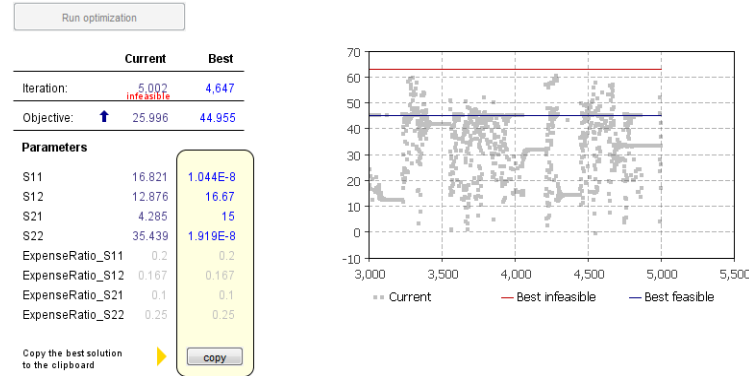 Run optimization
Current Best
Iteration: 5,002 4,647
infeasible
Objective: 25.996 44.955
Parameters
S11 16.821 1.044E-8
S12 12.876 16.67
S21 4.285 15
S22 35.439 1.919E-8
ExpenseRatio_S11 0.2 0.2
ExpenseRatio_S12 0.167 0.167
ExpenseRatio_S21 0.1 0.1
ExpenseRatio_S22 0.25 0.25
Copy the best solution
to the clipboard
copy
70
60
50
40
30
20
10
0
-10
3,000 3,500 4,000 4,500 5,000 5,500
Current Best infeasible Best feasible